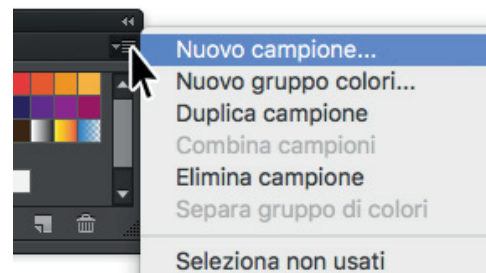 Nuovo campione...
Nuovo gruppo colori...
Duplica campione
Combina campioni
Elimina campione
Separa gruppo di colori
Seleziona non usati